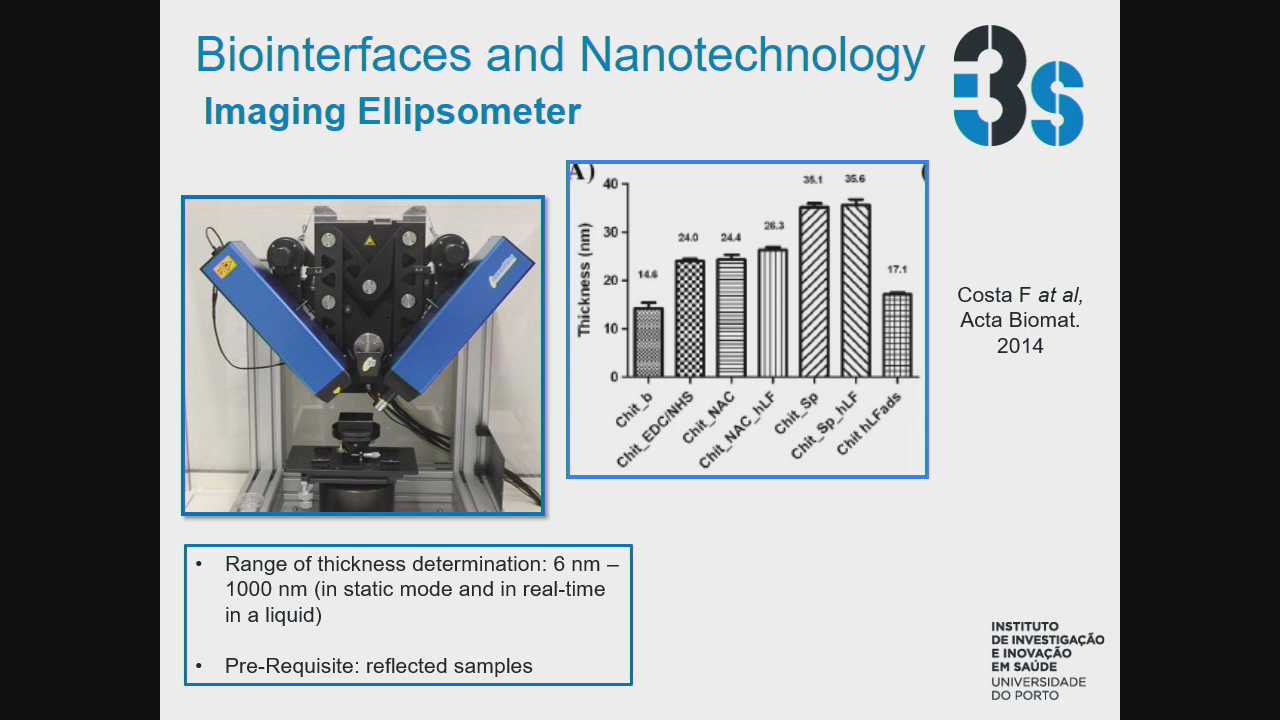 Biointerfaces and Nanotechnology
Imaging Ellipsometer
i3s
A)
Thickness (nm)
40
30
20
10
0
14.6
24.0
24.4
26.3
35.1
35.6
17.1
Chit_b
Chit_EDC/NHS
Chit_NAC
Chit_NAC_hLF
Chit_Sp
Chit_Sp_hLF
Chit hLFads
Costa F at al,
Acta Biomat.
2014
• Range of thickness determination: 6 nm –
1000 nm (in static mode and in real-time
in a liquid)
• Pre-Requisite: reflected samples
INSTITUTO
DE INVESTIGAÇÃO
E INOVAÇÃO
EM SAÚDE
UNIVERSIDADE
DO PORTO